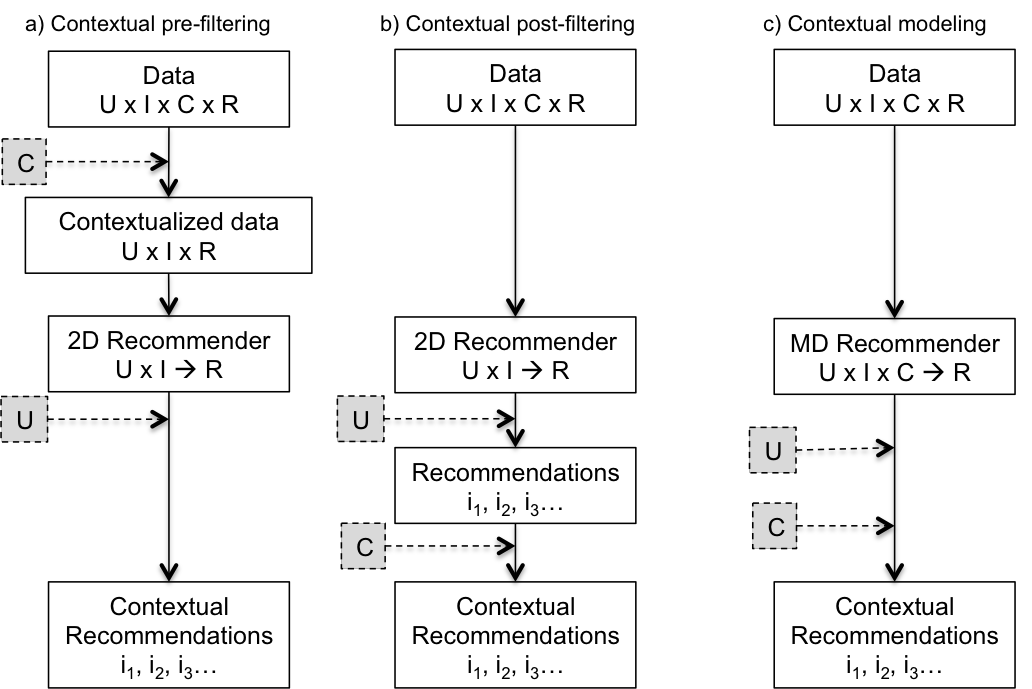 a) Contextual pre-filtering
Data
U x I x C x R
C
Contextualized data
U x I x R
2D Recommender
U x I → R
U
Contextual
Recommendations
i₁, i₂, i₃…
b) Contextual post-filtering
Data
U x I x C x R
2D Recommender
U x I → R
U
Recommendations
i₁, i₂, i₃…
C
Contextual
Recommendations
i₁, i₂, i₃…
c) Contextual modeling
Data
U x I x C x R
MD Recommender
U x I x C → R
U
C
Contextual
Recommendations
i₁, i₂, i₃…